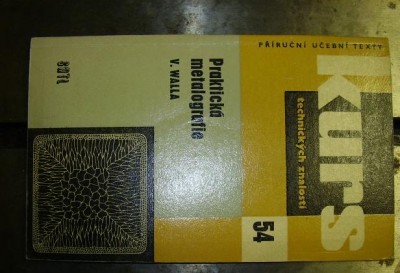 PŘÍRUČNÍ UČEBNÍ TEXTY
kurs
technických znalostí
54
Praktická
metalografie
V. WALLA
SNTL